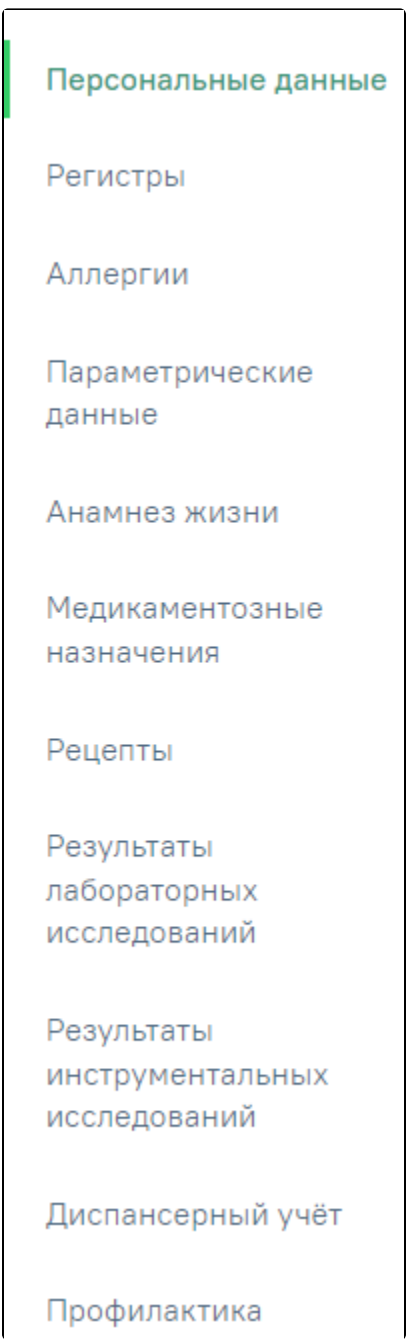 Персональные данные
Регистры
Аллергии
Параметрические
данные
Анамнез жизни
Медикаментозные
назначения
Рецепты
Результаты
лабораторных
исследований
Результаты
инструментальных
исследований
Диспансерный учёт
Профилактика